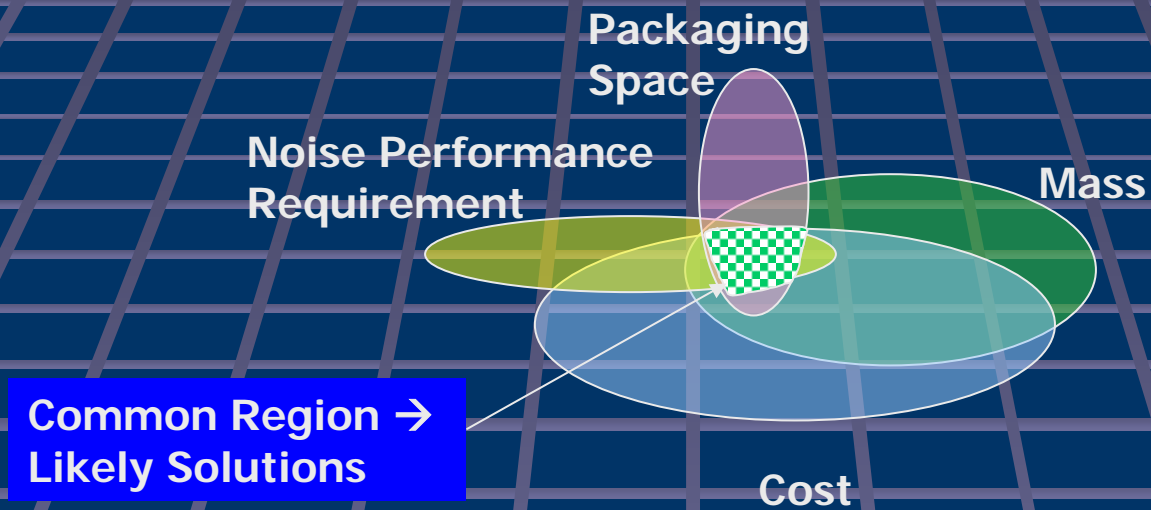 Packaging
Space
Noise Performance
Requirement
Mass
Common Region →
Likely Solutions
Cost